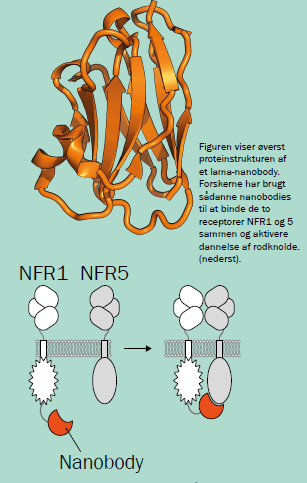 Figuren viser øverst
proteinstrukturen af
et lama-nanobody.
Forskerne har brugt
sådanne nanobodies
til at binde de to
receptorer NFR1 og 5
sammen og aktivere
dannelse af rodknolde.
(nederst).
NFR1 NFR5
Nanobody